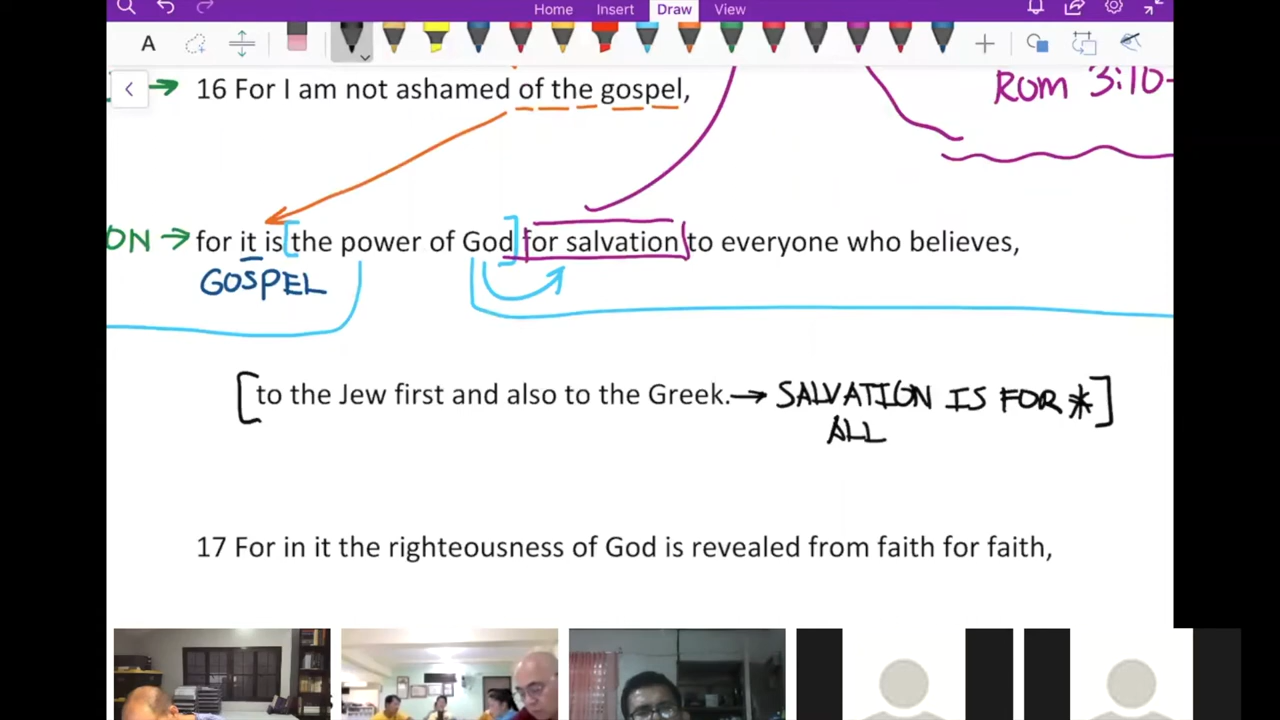 Home Insert Draw View
A
Rom 3:10-
16 For I am not ashamed of the gospel,
ON → for it is [the power of God] for salvation to everyone who believes,
GOSPEL
[to the Jew first and also to the Greek. → SALVATION IS FOR *]
ALL
17 For in it the righteousness of God is revealed from faith for faith,